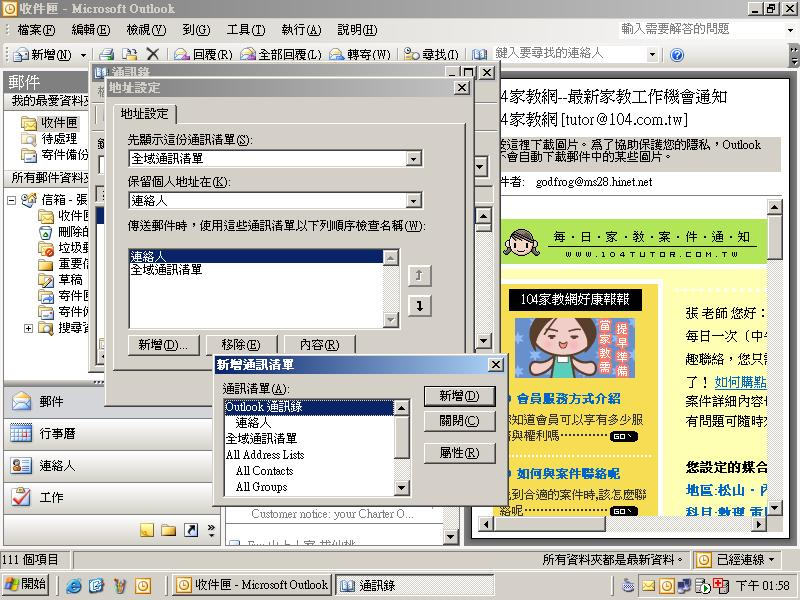 收件匣 - Microsoft Outlook
檔案(F) 編輯(E) 檢視(V) 到(G) 工具(T) 執行(A) 說明(H) 輸入需要解答的問題
新增(N) 回覆(R) 全部回覆(L) 轉寄(W) 尋找(I) 鍵入要尋找的連絡人
郵件
我的最愛資料夾
收件匣
待處理
寄件備份
所有郵件資料夾
信箱 - 張
收件匣
刪除的
垃圾郵
重要信
草稿
寄件匣
寄件備
搜尋資
郵件
行事曆
連絡人
工作
通訊錄
地址設定
地址設定
先顯示這份通訊清單(S):
全域通訊清單
保留個人地址在(K):
連絡人
傳送郵件時，使用這些通訊清單以下列順序檢查名稱(W):
連絡人
全域通訊清單
新增(D)... 移除(E) 內容(R)
新增通訊清單
通訊清單(A):
Outlook 通訊錄
連絡人
全域通訊清單
All Address Lists
All Contacts
All Groups
新增(D)
關閉(C)
屬性(R)
Customer notice: your Charter O...
4家教網--最新家教工作機會通知
4家教網 [tutor@104.com.tw]
這裡下載圖片。為了協助保護您的隱私，Outlook
不會自動下載郵件中的某些圖片。
件者: godfrog@ms28.hinet.net
每‧日‧家‧教‧案‧件‧通‧知
WWW.104TUTOR.COM.TW
104家教網好康報報
提早準備
當家教需
會員服務方式介紹
知道會員可以享有多少服
與權利嗎 GO
如何與案件聯絡呢
到合適的案件時,該怎麼聯
絡呢 GO
張 老師 您好：
每日一次〔中午
趣聯絡，您只
了！如何購點
案件詳細內容
有問題可隨時
您設定的媒合
地區:松山．內
科目:數理
111 個項目 所有資料夾都是最新資料。 已經連線
開始 收件匣 - Microsoft Outlook 通訊錄 下午 01:58